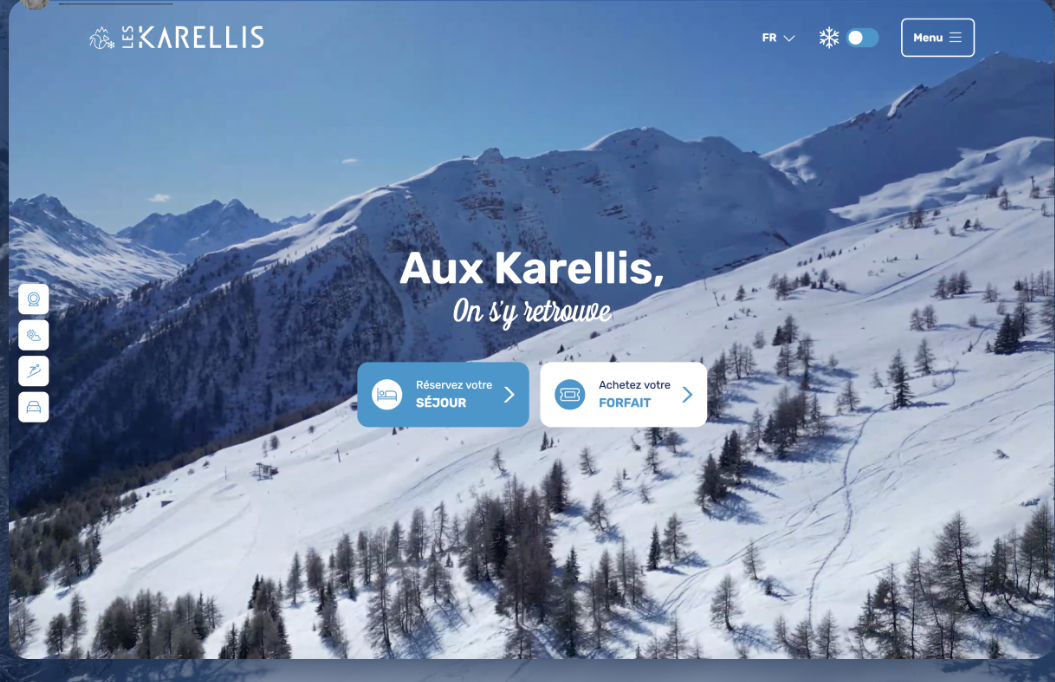 LES KARELLIS
FR
Menu
Aux Karellis,
On s'y retrouve
Réservez votre
SÉJOUR
Achetez votre
FORFAIT